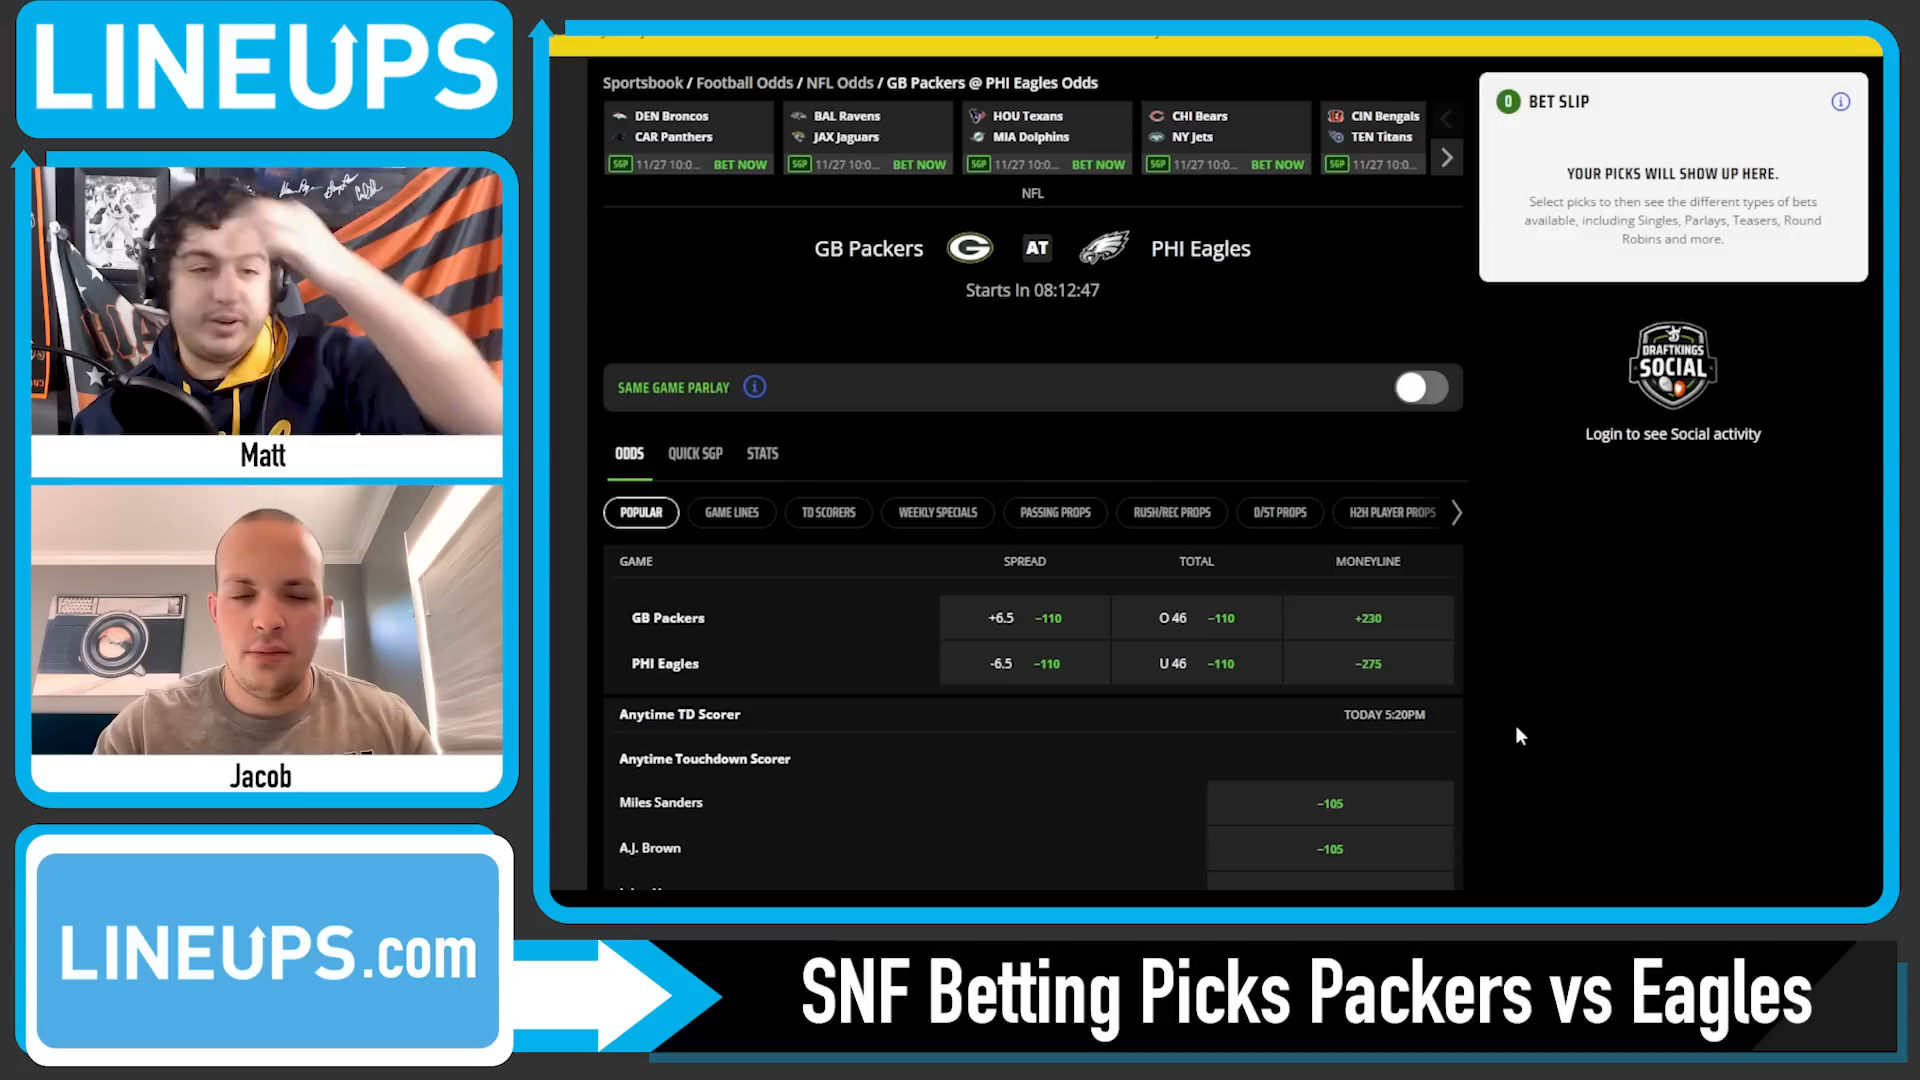 LINEUPS
Matt
Jacob
LINEUPS.com
Sportsbook / Football Odds / NFL Odds / GB Packers @ PHI Eagles Odds
DEN Broncos
CAR Panthers
SGP 11/27 10:0... BET NOW
BAL Ravens
JAX Jaguars
SGP 11/27 10:0... BET NOW
HOU Texans
MIA Dolphins
SGP 11/27 10:0... BET NOW
CHI Bears
NY Jets
SGP 11/27 10:0... BET NOW
CIN Bengals
TEN Titans
SGP 11/27 10:0...
NFL
GB Packers G AT PHI Eagles
Starts In 08:12:47
SAME GAME PARLAY i
ODDS QUICK SGP STATS
POPULAR GAME LINES TD SCORERS WEEKLY SPECIALS PASSING PROPS RUSH/REC PROPS D/ST PROPS H2H PLAYER PROPS
GAME SPREAD TOTAL MONEYLINE
GB Packers +6.5 −110 O 46 −110 +230
PHI Eagles -6.5 −110 U 46 −110 −275
Anytime TD Scorer TODAY 5:20PM
Anytime Touchdown Scorer
Miles Sanders −105
A.J. Brown −105
0 BET SLIP i
YOUR PICKS WILL SHOW UP HERE.
Select picks to then see the different types of bets
available, including Singles, Parlays, Teasers, Round
Robins and more.
DRAFTKINGS
SOCIAL
Login to see Social activity
SNF Betting Picks Packers vs Eagles